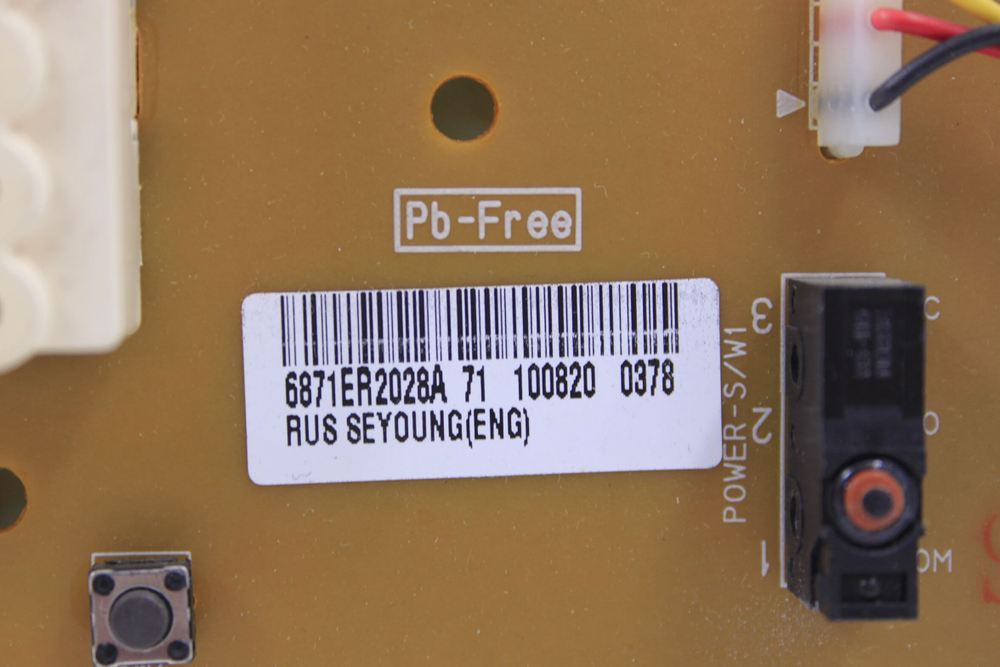 Pb-Free
6871ER2028A 71 100820 0378
RUS SEYOUNG(ENG)
POWER-S/W1
3
2
1
C
O
OM